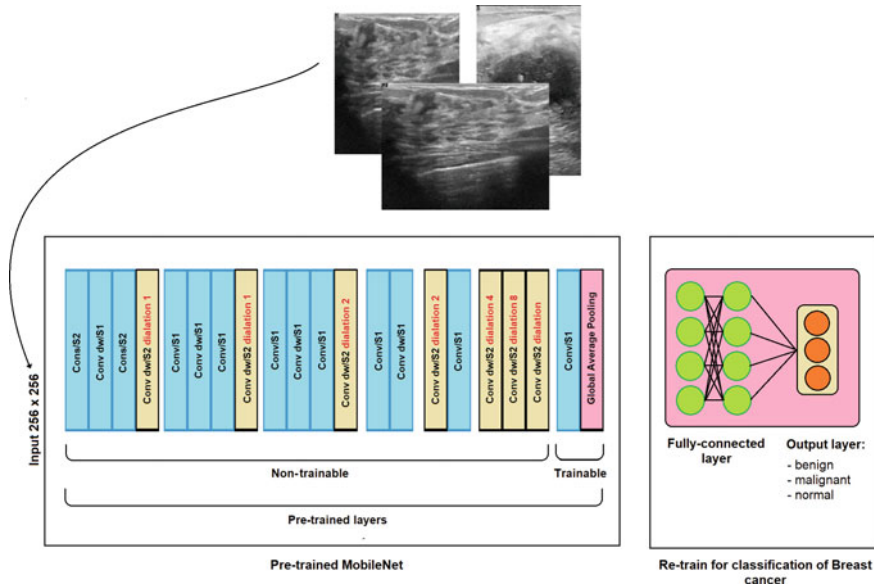 Input 256 x 256
Cons/S2
Conv dw/S1
Cons/S2
Conv dw/S2 dialation 1
Conv/S1
Conv dw/S1
Conv/S1
Conv dw/S2 dialation 1
Conv/S1
Conv dw/S1
Conv/S1
Conv dw/S2 dialation 2
Conv/S1
Conv dw/S1
Conv dw/S2 dialation 2
Conv/S1
Conv dw/S2 dialation 4
Conv dw/S2 dialation 8
Conv dw/S2 dialation
Conv/S1
Global Average Pooling
Non-trainable
Trainable
Pre-trained layers
Pre-trained MobileNet
Fully-connected
layer
Output layer:
- benign
- malignant
- normal
Re-train for classification of Breast
cancer